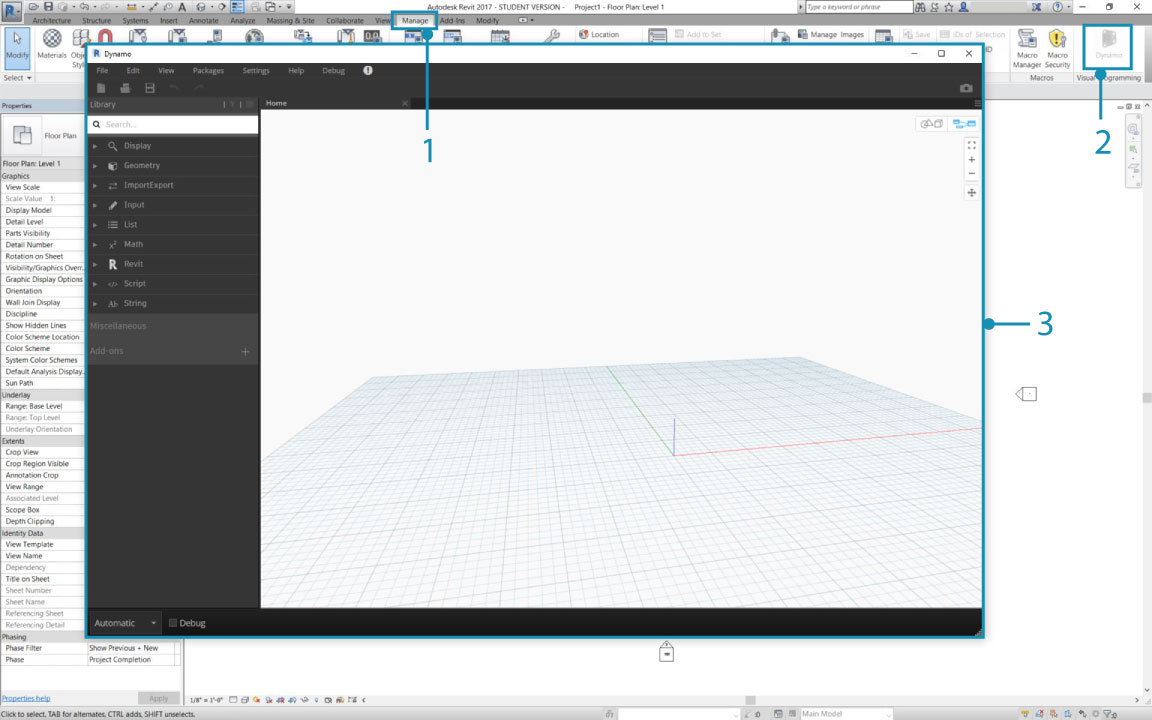 Autodesk Revit 2017 - STUDENT VERSION - Project1 - Floor Plan: Level 1
Type a keyword or phrase
Architecture Structure Systems Insert Annotate Analyze Massing & Site Collaborate View Manage Add-Ins Modify
Modify
Materials
Location
Add to Set
Manage Images
Save
IDs of Selection
Macro Manager
Macro Security
Dynamo
Select
Macros
Visual Programming
1
2
3
Dynamo
File Edit View Packages Settings Help Debug
Library
Home
Search...
Display
Geometry
ImportExport
Input
List
Math
Revit
Script
String
Miscellaneous
Add-ons
Automatic
Debug
Properties
Floor Plan
Floor Plan: Level 1
Graphics
View Scale
Scale Value 1:
Display Model
Detail Level
Parts Visibility
Detail Number
Rotation on Sheet
Visibility/Graphics Overr...
Graphic Display Options
Orientation
Wall Join Display
Discipline
Show Hidden Lines
Color Scheme Location
Color Scheme
System Color Schemes
Default Analysis Display...
Sun Path
Underlay
Range: Base Level
Range: Top Level
Underlay Orientation
Extents
Crop View
Crop Region Visible
Annotation Crop
View Range
Associated Level
Scope Box
Depth Clipping
Identity Data
View Template
View Name
Dependency
Title on Sheet
Sheet Number
Sheet Name
Referencing Sheet
Referencing Detail
Phasing
Phase Filter Show Previous + New
Phase Project Completion
Properties help
Apply
1/8" = 1'-0"
Click to select, TAB for alternates, CTRL adds, SHIFT unselects.
:0
Main Model
:0